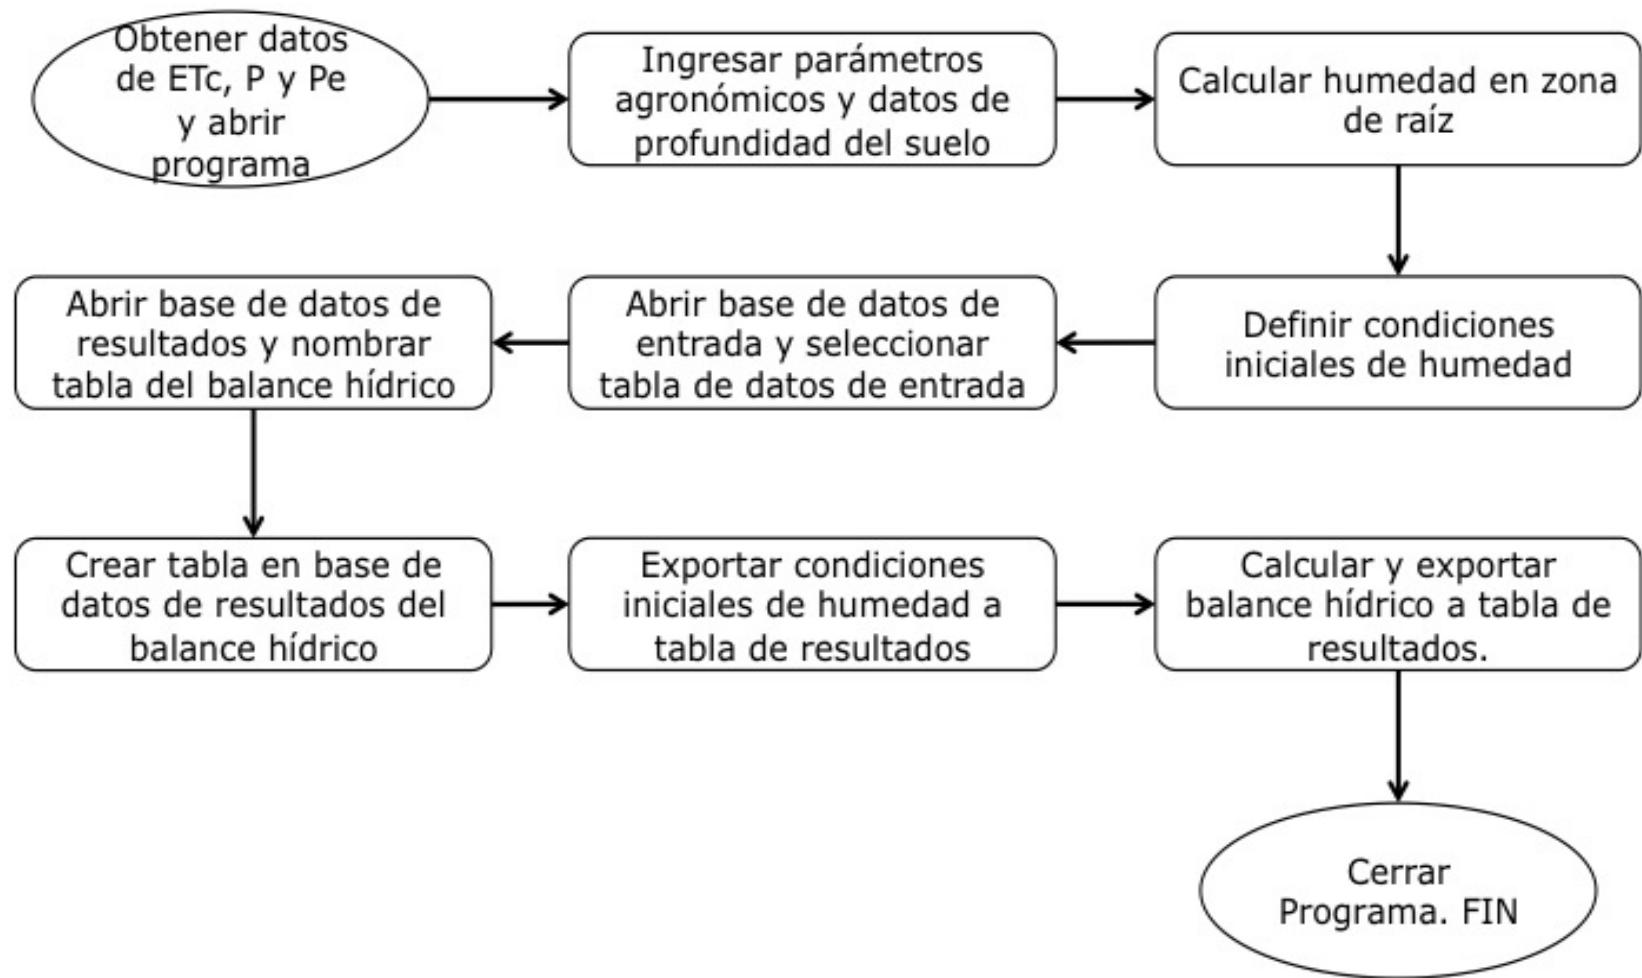 Obtener datos
de ETc, P y Pe
y abrir
programa
Ingresar parámetros
agronómicos y datos de
profundidad del suelo
Calcular humedad en zona
de raíz
Definir condiciones
iniciales de humedad
Abrir base de datos de
entrada y seleccionar
tabla de datos de entrada
Abrir base de datos de
resultados y nombrar
tabla del balance hídrico
Crear tabla en base de
datos de resultados del
balance hídrico
Exportar condiciones
iniciales de humedad a
tabla de resultados
Calcular y exportar
balance hídrico a tabla de
resultados.
Cerrar
Programa. FIN